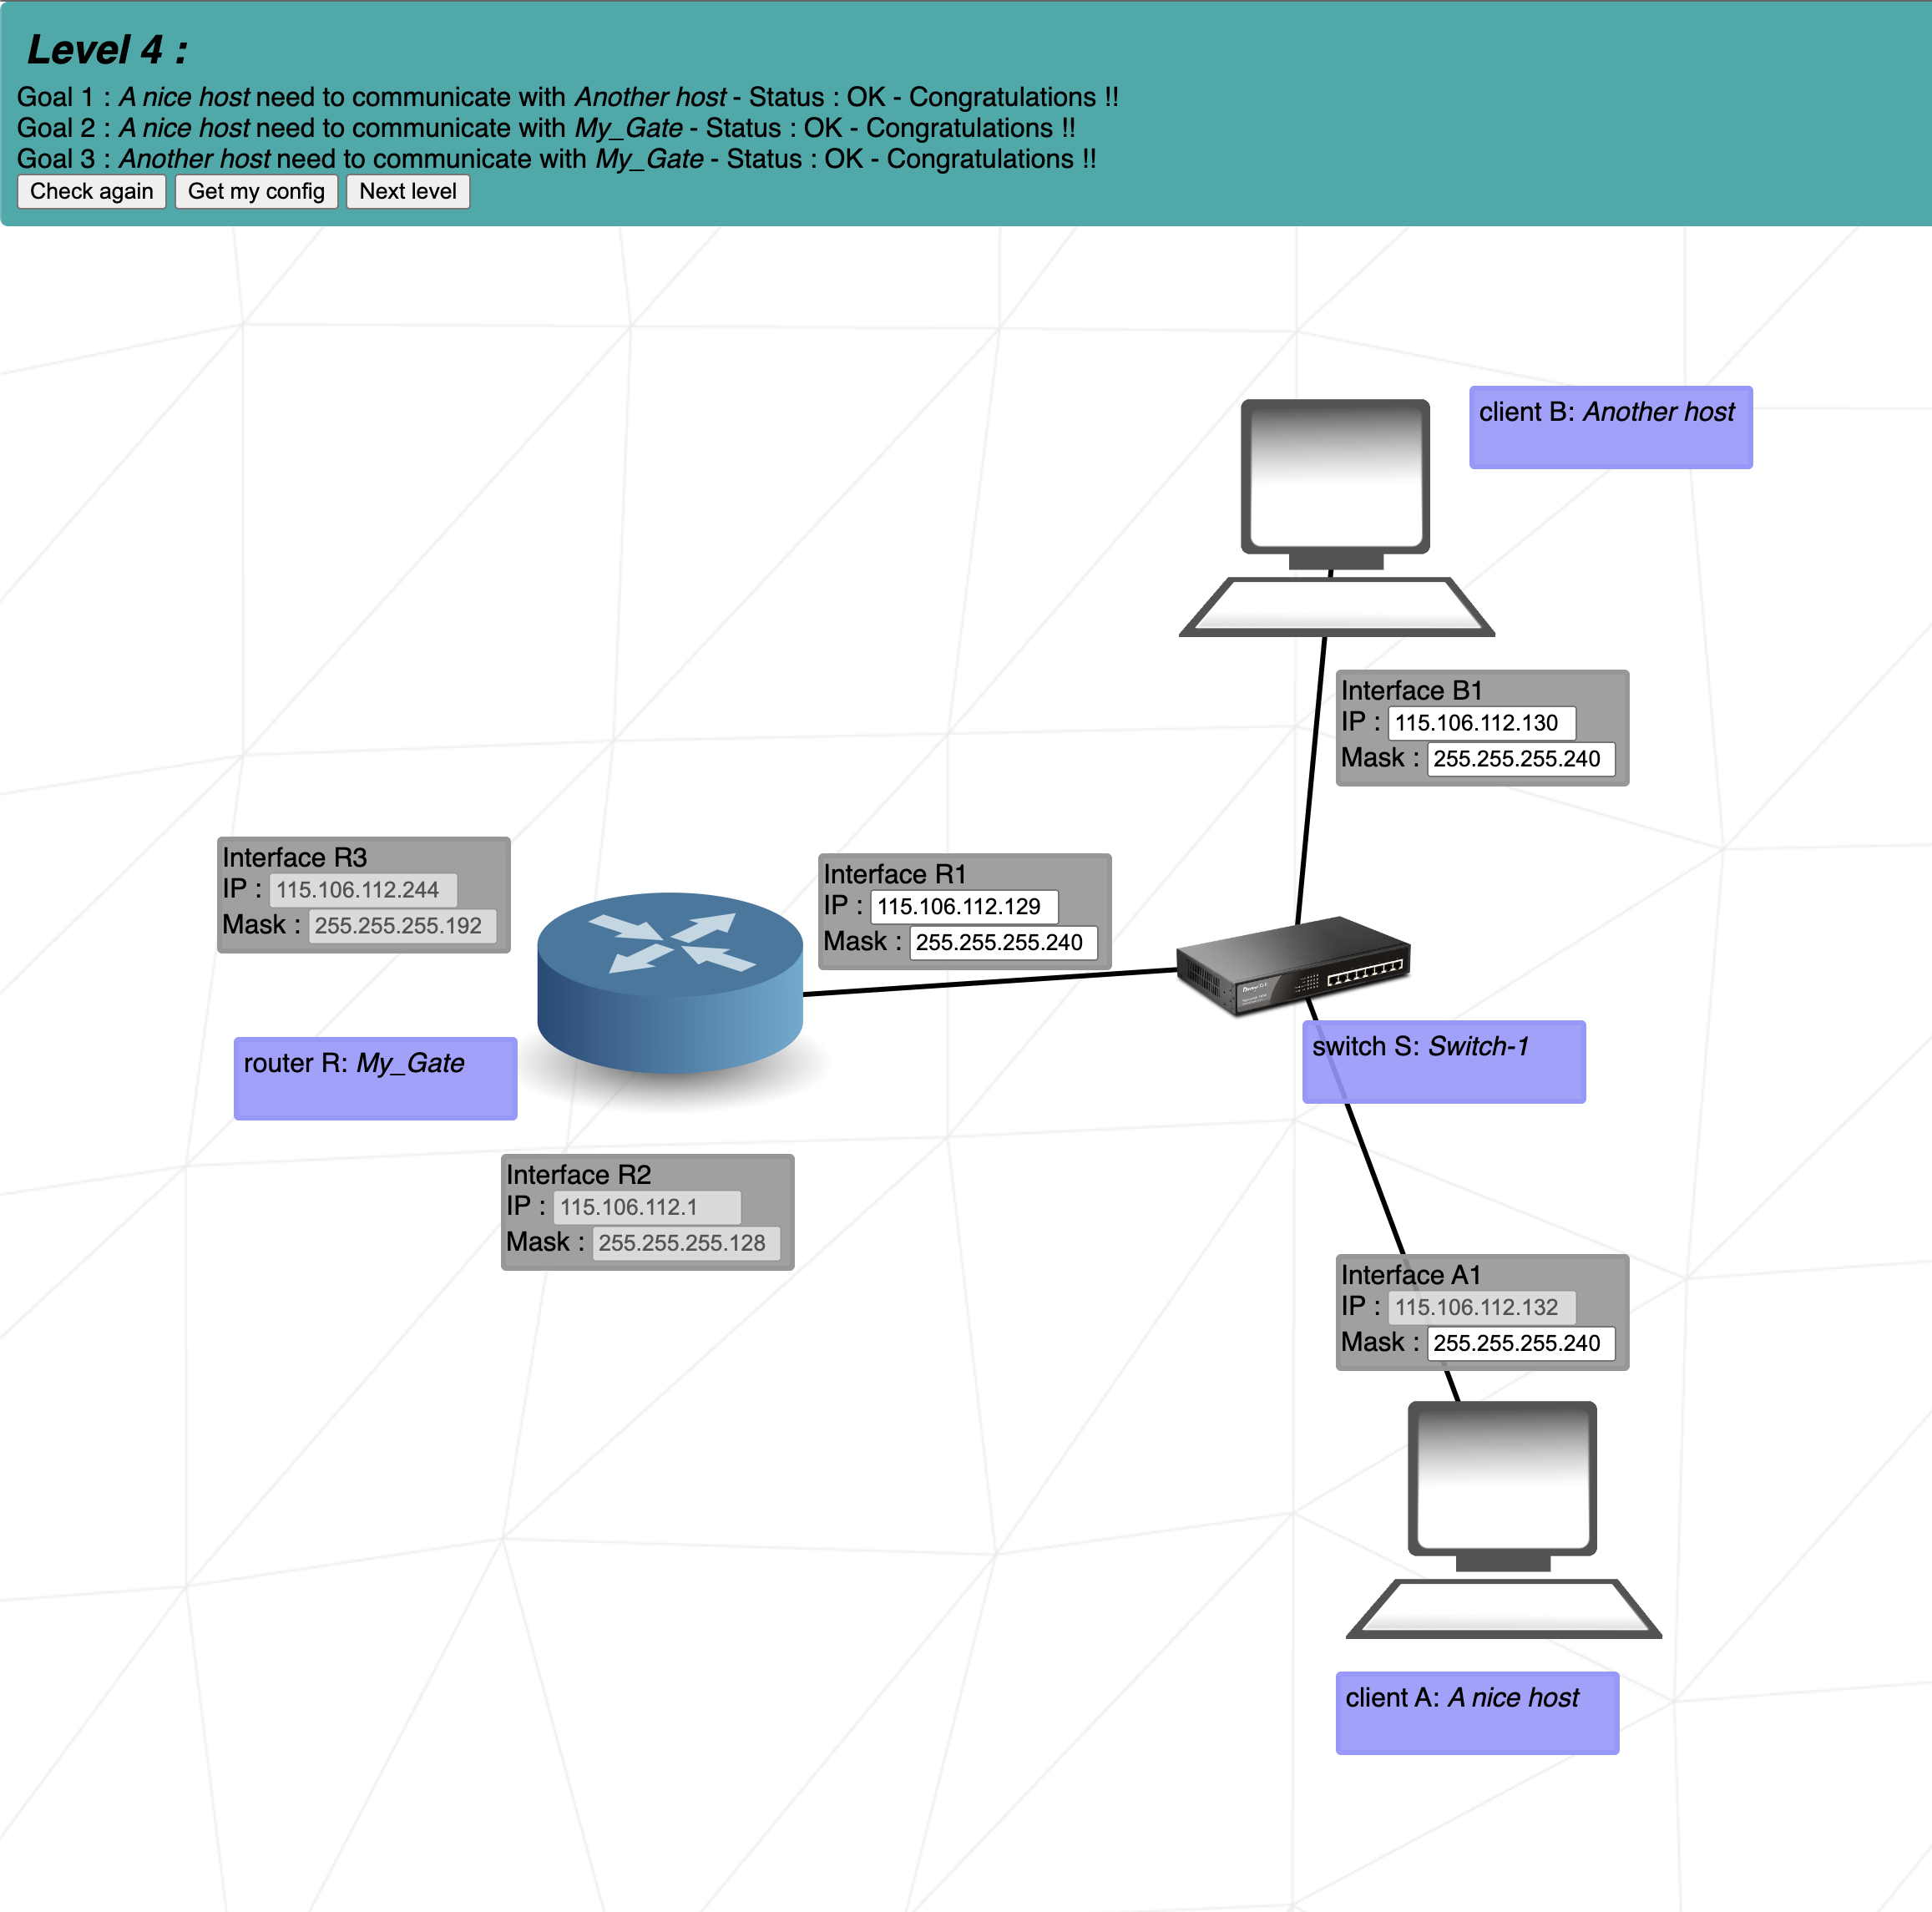 Level 4 :
Goal 1 : A nice host need to communicate with Another host - Status : OK - Congratulations !!
Goal 2 : A nice host need to communicate with My_Gate - Status : OK - Congratulations !!
Goal 3 : Another host need to communicate with My_Gate - Status : OK - Congratulations !!
Check again Get my config Next level
client B: Another host
Interface B1
IP : 115.106.112.130
Mask : 255.255.255.240
Interface R3
IP : 115.106.112.244
Mask : 255.255.255.192
Interface R1
IP : 115.106.112.129
Mask : 255.255.255.240
router R: My_Gate
switch S: Switch-1
Interface R2
IP : 115.106.112.1
Mask : 255.255.255.128
Interface A1
IP : 115.106.112.132
Mask : 255.255.255.240
client A: A nice host